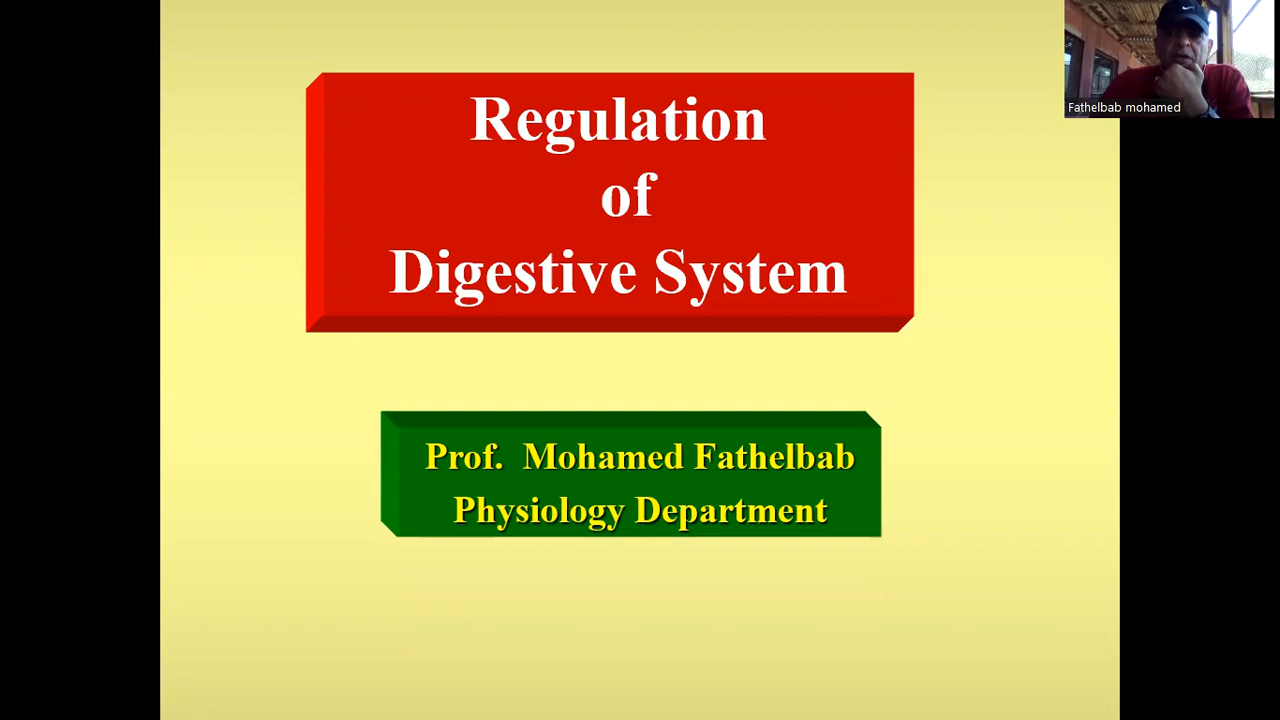 Regulation
of
Digestive System
Prof. Mohamed Fathelbab
Physiology Department
Fathelbab mohamed